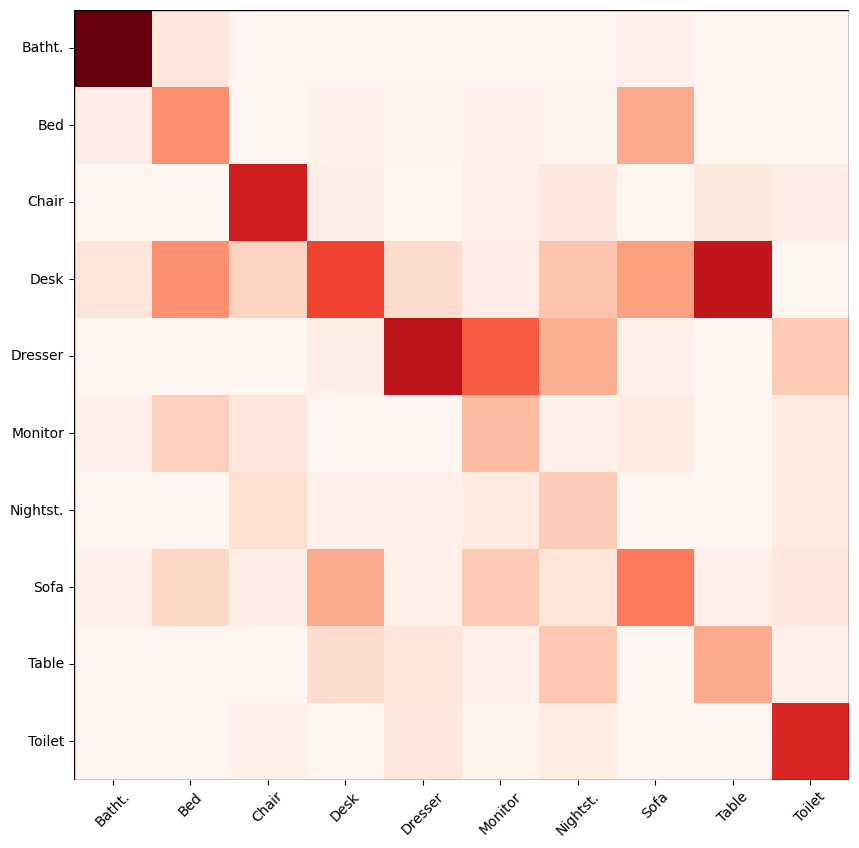 Batht.
Bed
Chair
Desk
Dresser
Monitor
Nightst.
Sofa
Table
Toilet
Batht. Bed Chair Desk Dresser Monitor Nightst. Sofa Table Toilet